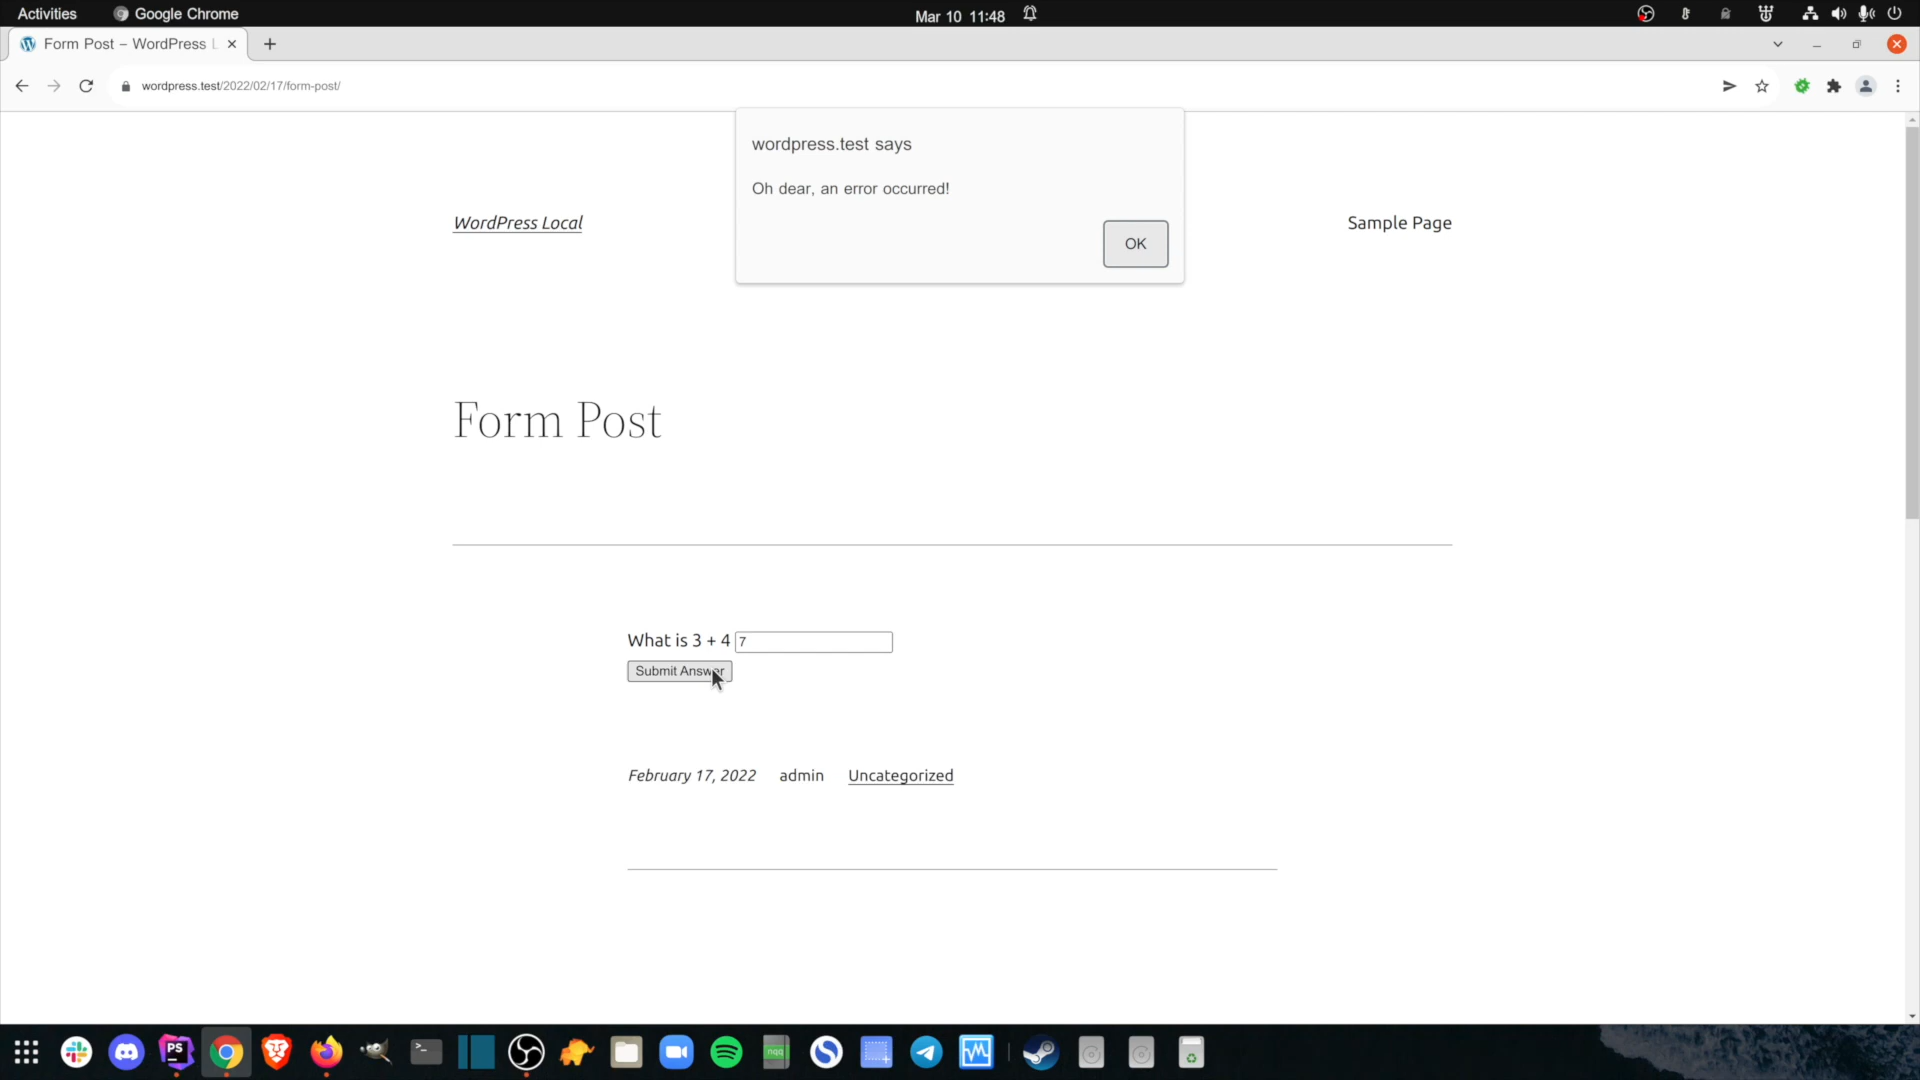 Activities
Google Chrome
Mar 10 11:48
Form Post – WordPress L
wordpress.test/2022/02/17/form-post/
wordpress.test says
Oh dear, an error occurred!
OK
WordPress Local
Sample Page
Form Post
What is 3 + 4 7
Submit Answer
February 17, 2022 admin Uncategorized
PS
nqq